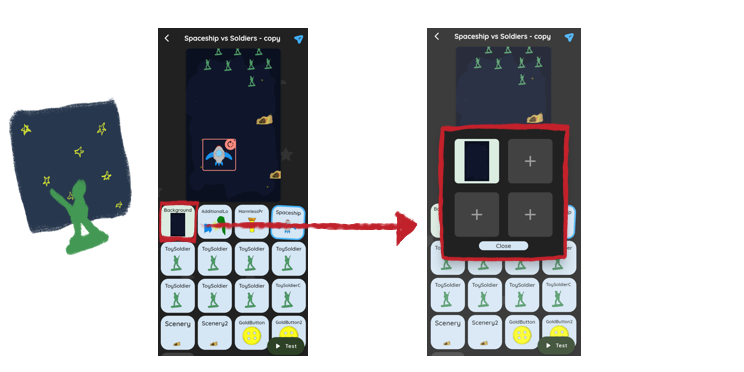 Spaceship vs Soldiers - copy
Background
AdditionalLa
HarmlessPr
Spaceship
ToySoldier
ToySoldier
ToySoldier
ToySoldier
ToySoldier
ToySoldier
ToySoldier
ToySoldierC
Scenery
Scenery2
GoldButton
GoldButton2
Test
Spaceship vs Soldiers - copy
Close
ToySoldier
ToySoldier
ToySoldier
ToySoldierC
Scenery
Scenery2
GoldButton
GoldButton2
Test